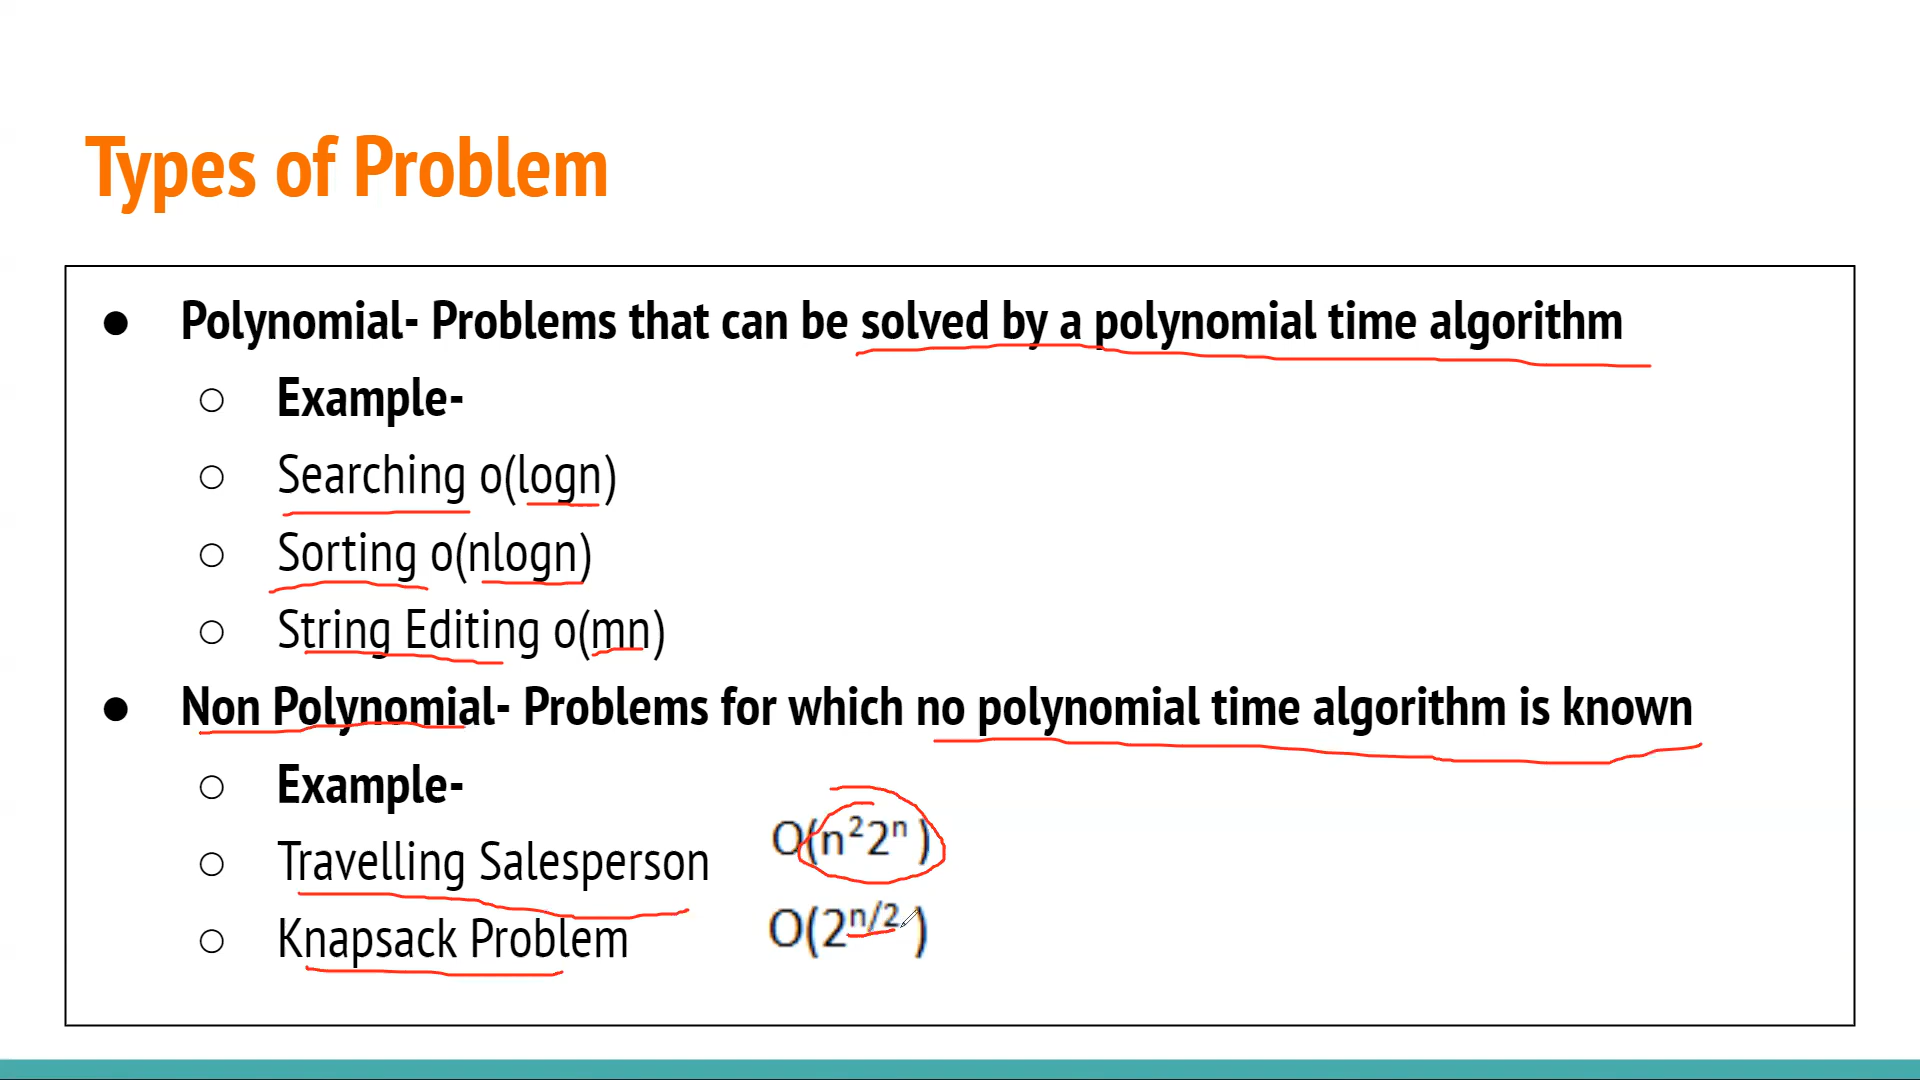 Types of Problem
● Polynomial- Problems that can be solved by a polynomial time algorithm
○ Example-
○ Searching o(logn)
○ Sorting o(nlogn)
○ String Editing o(mn)
● Non Polynomial- Problems for which no polynomial time algorithm is known
○ Example-
○ Travelling Salesperson O(n²2ⁿ)
○ Knapsack Problem O(2^(n/2))